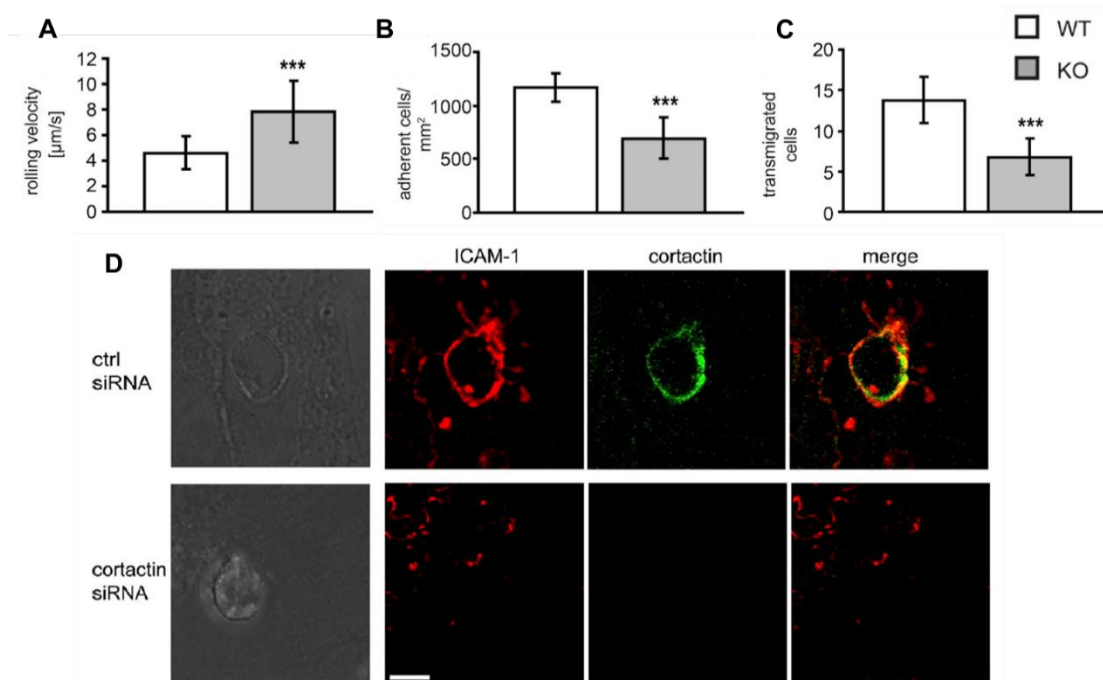 A
rolling velocity
[µm/s]
12
10
8
6
4
2
0
***
B
adherent cells/
mm²
1500
1000
500
0
***
C
transmigrated
cells
20
15
10
5
0
***
WT
KO
D
ICAM-1
cortactin
merge
ctrl
siRNA
cortactin
siRNA